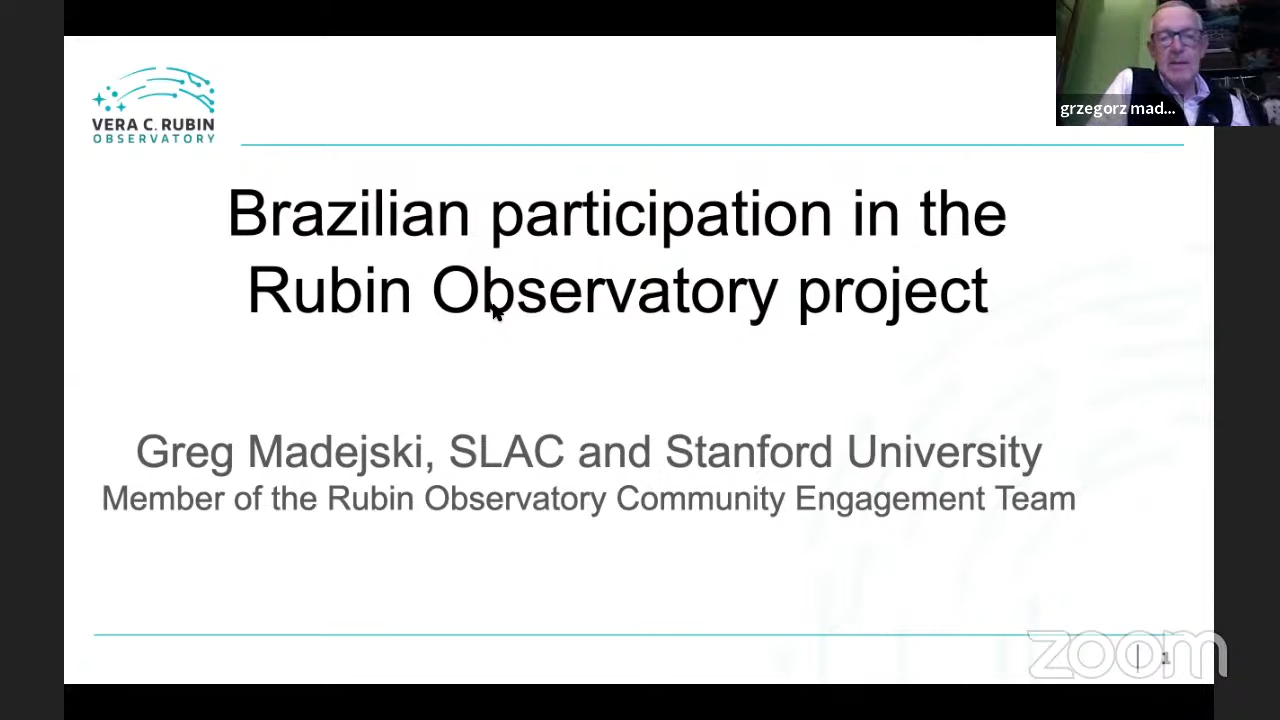 grzegorz mad...
VERA C. RUBIN
OBSERVATORY
Brazilian participation in the
Rubin Observatory project
Greg Madejski, SLAC and Stanford University
Member of the Rubin Observatory Community Engagement Team
1
zoom